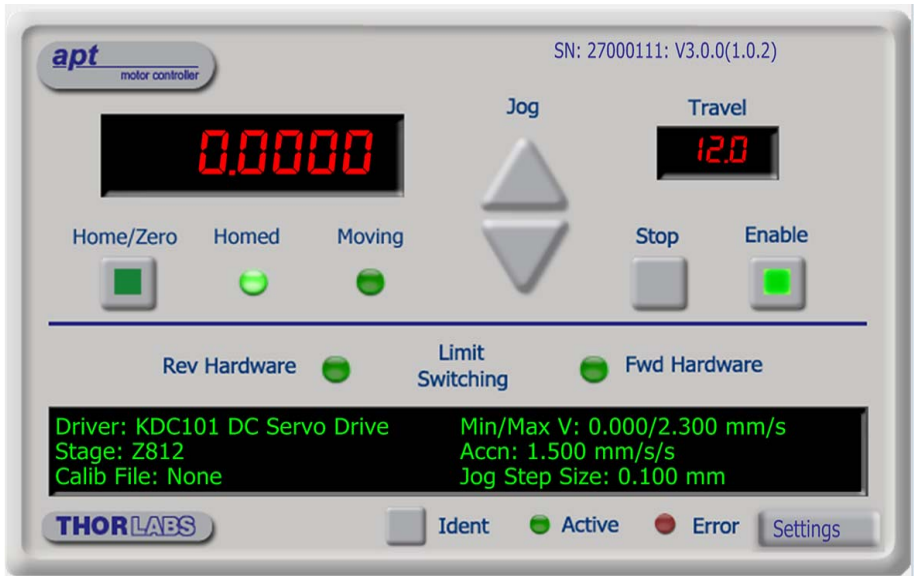 apt
motor controller
SN: 27000111: V3.0.0(1.0.2)
0.0000
Jog
Travel
12.0
Home/Zero
Homed
Moving
Stop
Enable
Rev Hardware
Limit
Switching
Fwd Hardware
Driver: KDC101 DC Servo Drive
Stage: Z812
Calib File: None
Min/Max V: 0.000/2.300 mm/s
Accn: 1.500 mm/s/s
Jog Step Size: 0.100 mm
THORLABS
Ident
Active
Error
Settings